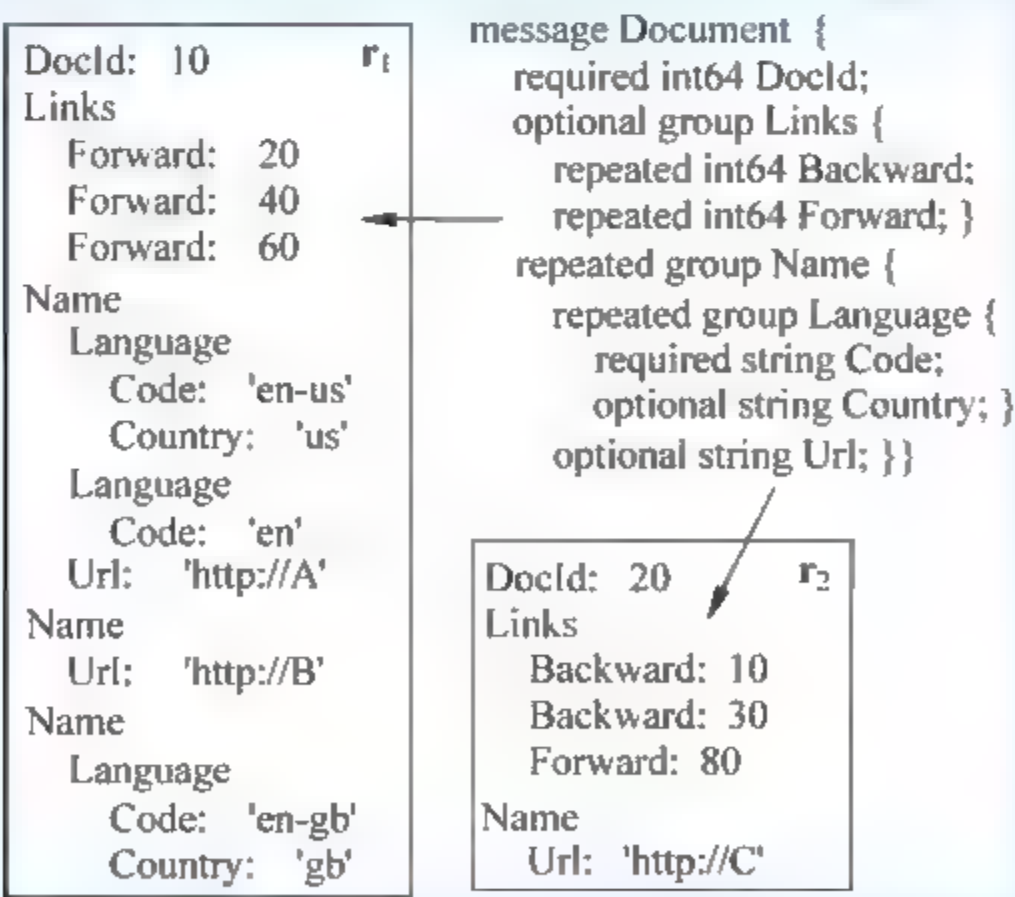 DocId: 10 r1
Links
Forward: 20
Forward: 40
Forward: 60
Name
Language
Code: 'en-us'
Country: 'us'
Language
Code: 'en'
Url: 'http://A'
Name
Url: 'http://B'
Name
Language
Code: 'en-gb'
Country: 'gb'
message Document {
required int64 DocId;
optional group Links {
repeated int64 Backward;
repeated int64 Forward; }
repeated group Name {
repeated group Language {
required string Code;
optional string Country; }
optional string Url; }}
DocId: 20 r2
Links
Backward: 10
Backward: 30
Forward: 80
Name
Url: 'http://C'